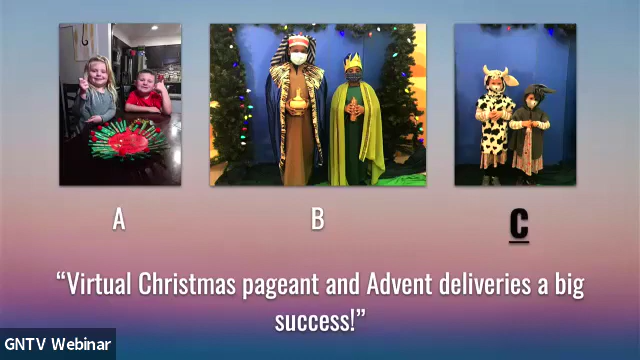 A
B
C
“Virtual Christmas pageant and Advent deliveries a big
success!”
GNTV Webinar